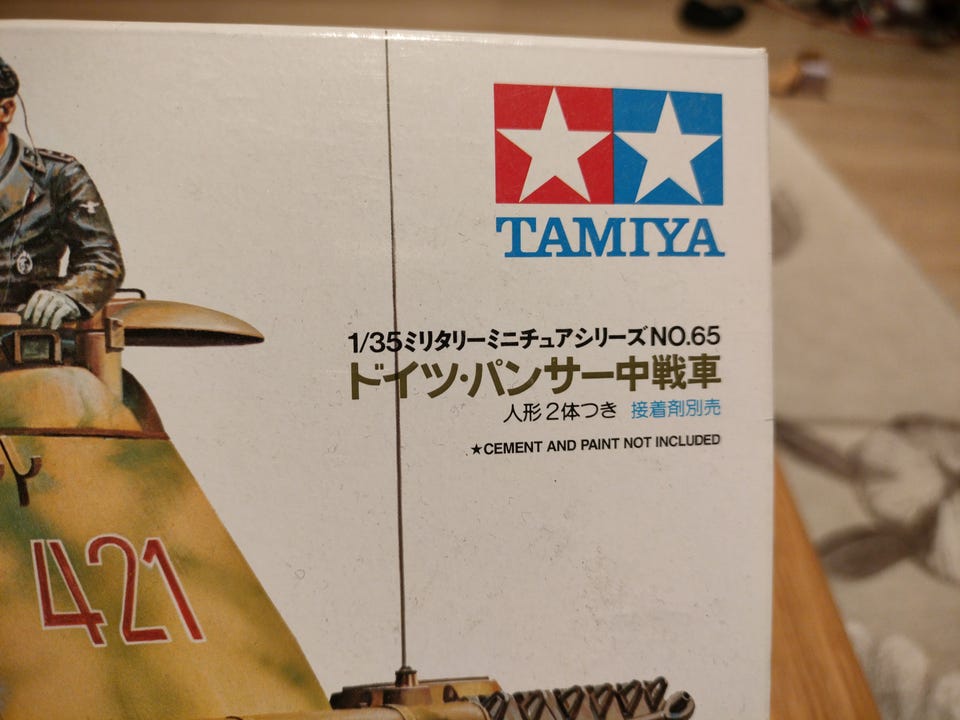 TAMIYA
1/35ミリタリーミニチュアシリーズNO.65
ドイツ・パンサー中戦車
人形2体つき 接着剤別売
★CEMENT AND PAINT NOT INCLUDED
421